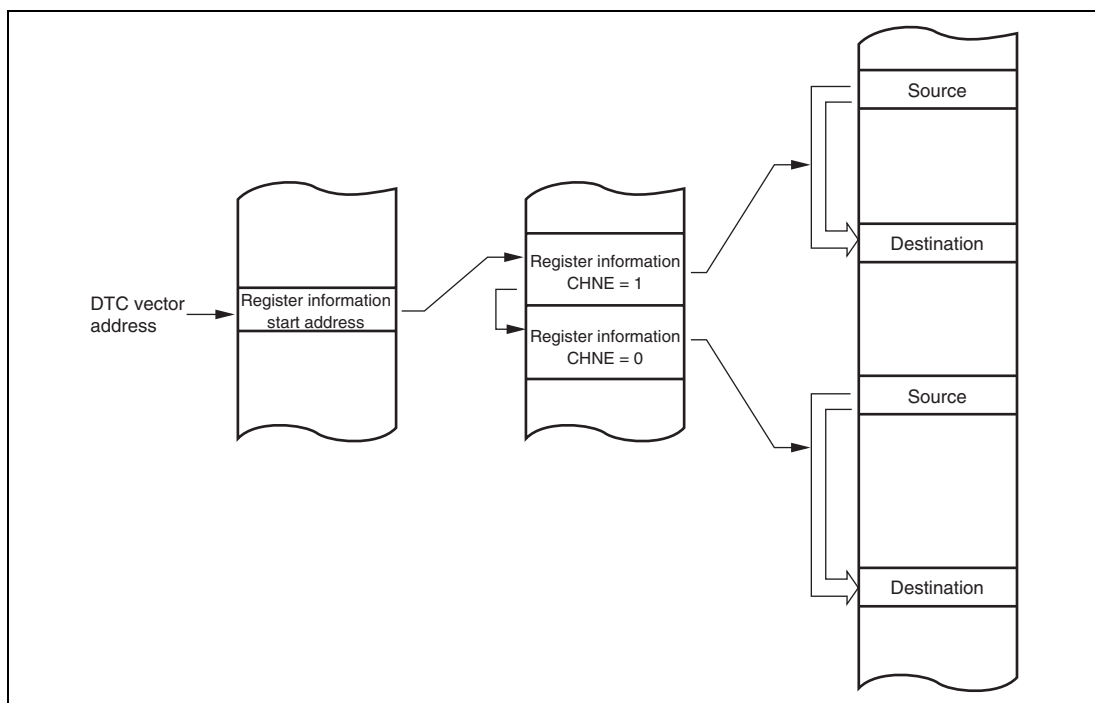 DTC vector
address
Register information
start address
Register information
CHNE = 1
Register information
CHNE = 0
Source
Destination
Source
Destination